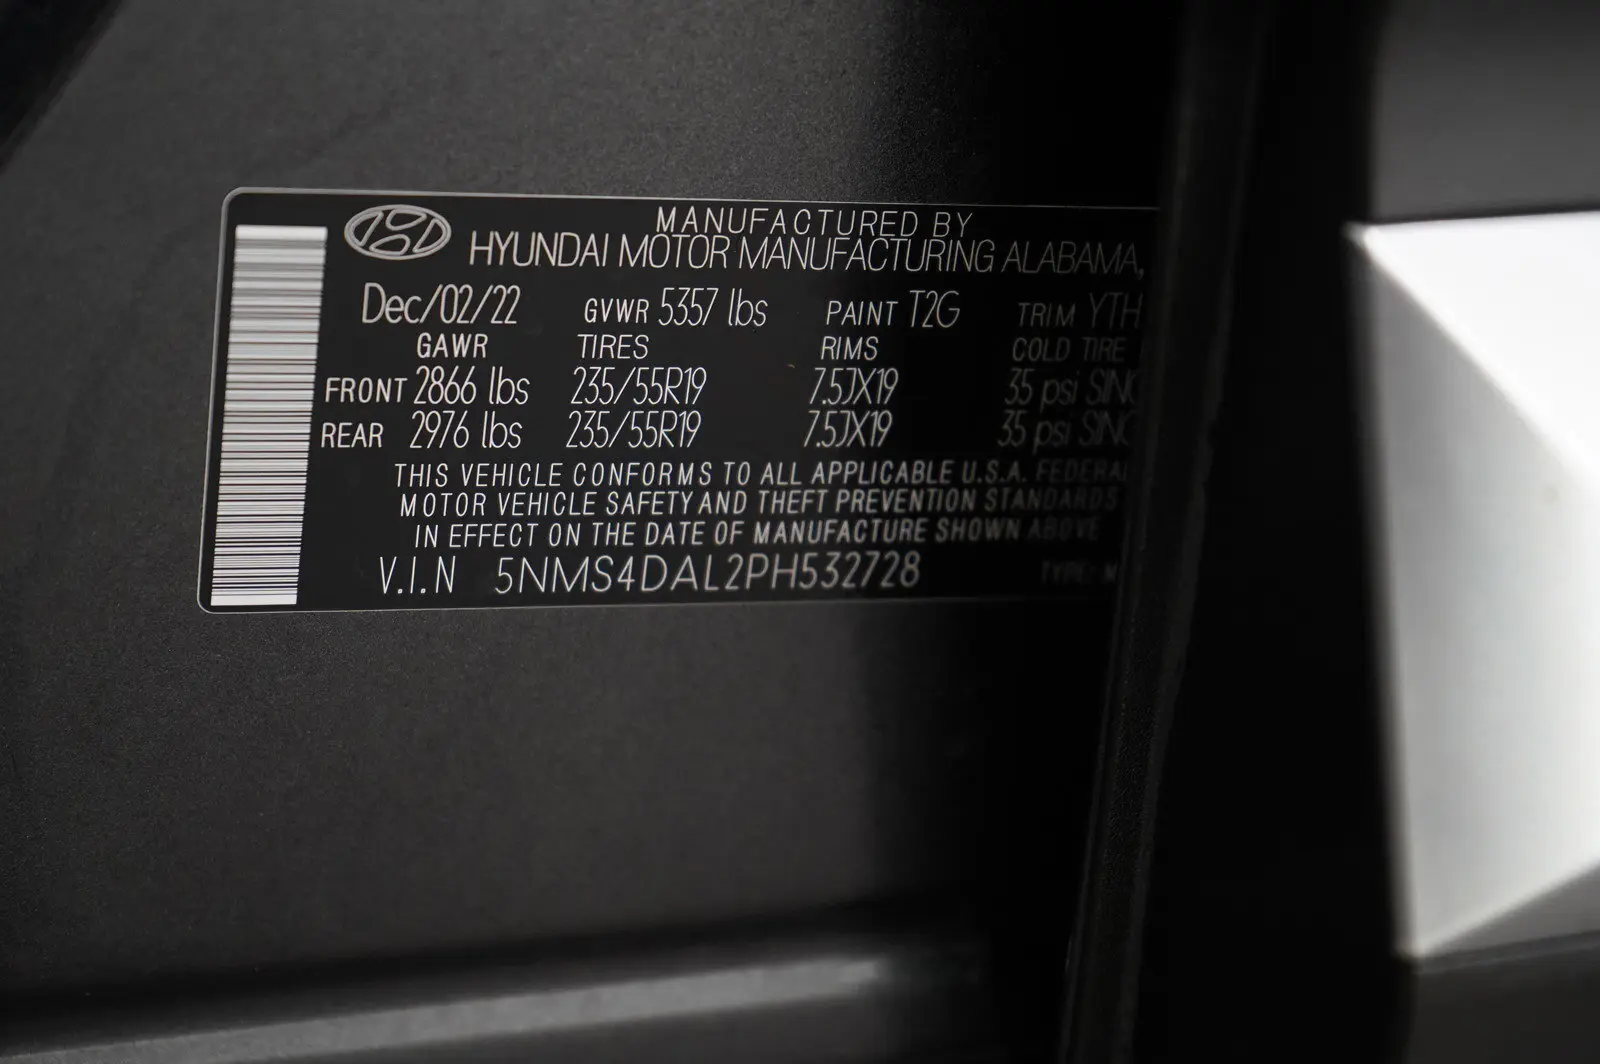 MANUFACTURED BY
HYUNDAI MOTOR MANUFACTURING ALABAMA,
Dec/02/22 GVWR 5357 lbs PAINT T2G TRIM YTH
GAWR TIRES RIMS COLD TIRE
FRONT 2866 lbs 235/55R19 7.5JX19 35 psi
REAR 2976 lbs 235/55R19 7.5JX19 35 psi
THIS VEHICLE CONFORMS TO ALL APPLICABLE U.S.A. FEDERAL
MOTOR VEHICLE SAFETY AND THEFT PREVENTION STANDARDS
IN EFFECT ON THE DATE OF MANUFACTURE SHOWN ABOVE
V.I.N 5NMS4DAL2PH532728 TYPE: